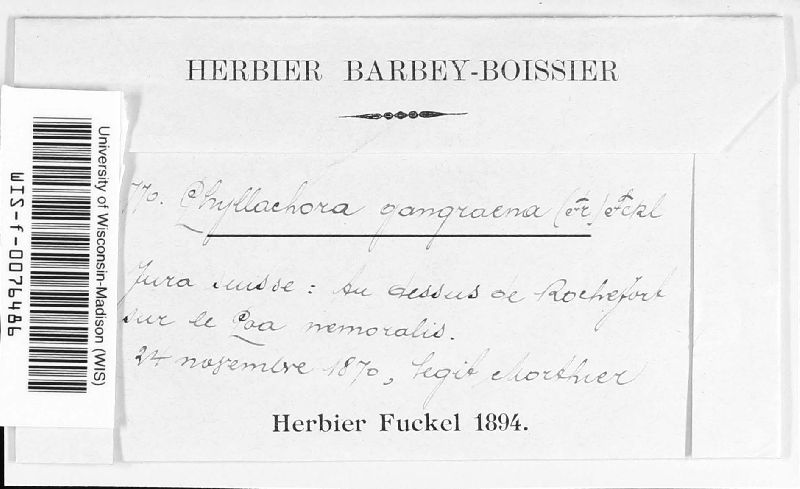 HERBIER BARBEY-BOISSIER
770. Phyllachora gangraena (Fr.) Fckl
Jura suisse : Au dessus de Rochefort
sur le Poa nemoralis.
24 novembre 1870, legit Morthier
Herbier Fuckel 1894.
University of Wisconsin-Madison (WIS)
WIS-f-0076486